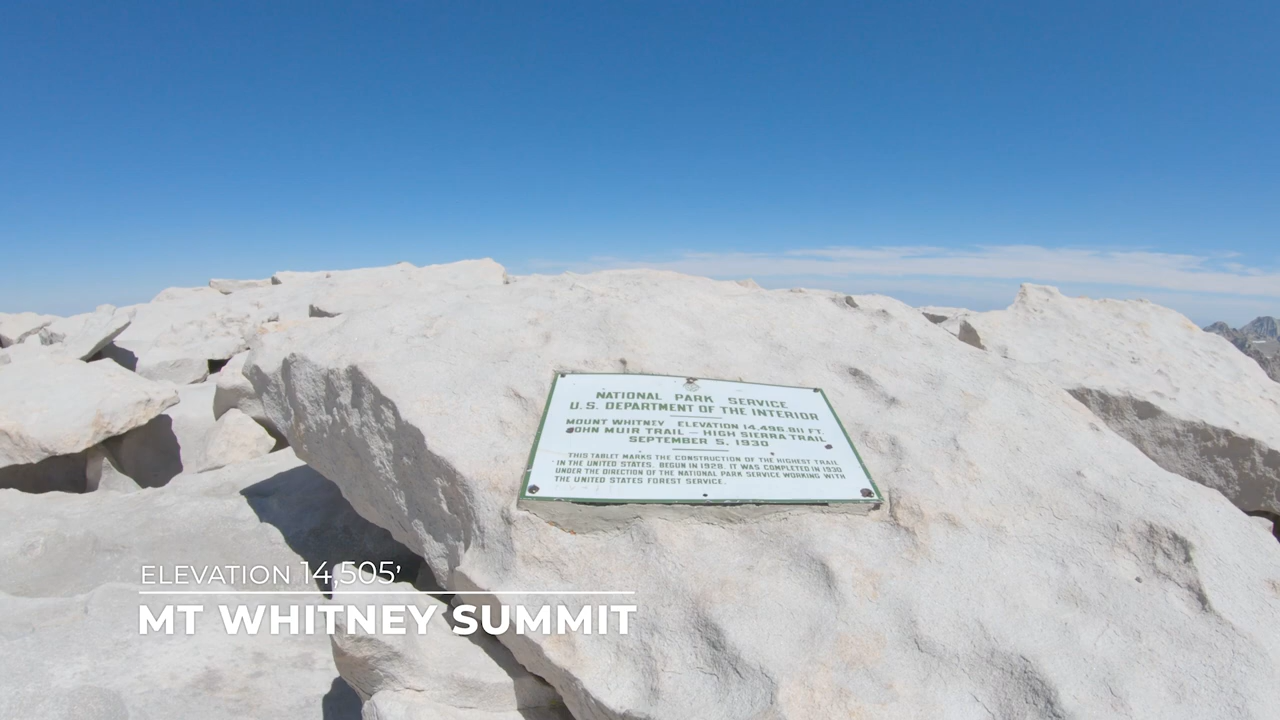 NATIONAL PARK SERVICE
U.S. DEPARTMENT OF THE INTERIOR
MOUNT WHITNEY ELEVATION 14,496.811 FT.
JOHN MUIR TRAIL — HIGH SIERRA TRAIL
SEPTEMBER 5, 1930
THIS TABLET MARKS THE CONSTRUCTION OF THE HIGHEST TRAIL
IN THE UNITED STATES. BEGUN IN 1928, IT WAS COMPLETED IN 1930
UNDER THE DIRECTION OF THE NATIONAL PARK SERVICE WORKING WITH
THE UNITED STATES FOREST SERVICE.
ELEVATION 14,505’
MT WHITNEY SUMMIT